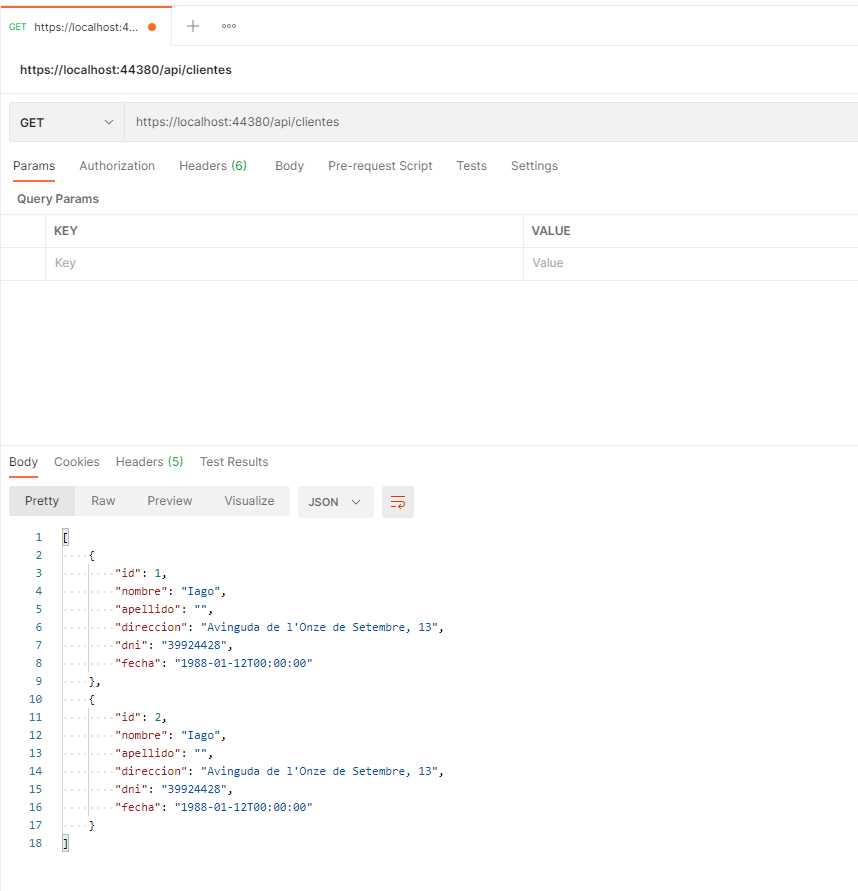 GET https://localhost:4...
https://localhost:44380/api/clientes
GET https://localhost:44380/api/clientes
Params Authorization Headers (6) Body Pre-request Script Tests Settings
Query Params
KEY VALUE
Key Value
Body Cookies Headers (5) Test Results
Pretty Raw Preview Visualize JSON
1 [
2 {
3 "id": 1,
4 "nombre": "Iago",
5 "apellido": "",
6 "direccion": "Avinguda de l'Onze de Setembre, 13",
7 "dni": "39924428",
8 "fecha": "1988-01-12T00:00:00"
9 },
10 {
11 "id": 2,
12 "nombre": "Iago",
13 "apellido": "",
14 "direccion": "Avinguda de l'Onze de Setembre, 13",
15 "dni": "39924428",
16 "fecha": "1988-01-12T00:00:00"
17 }
18 ]